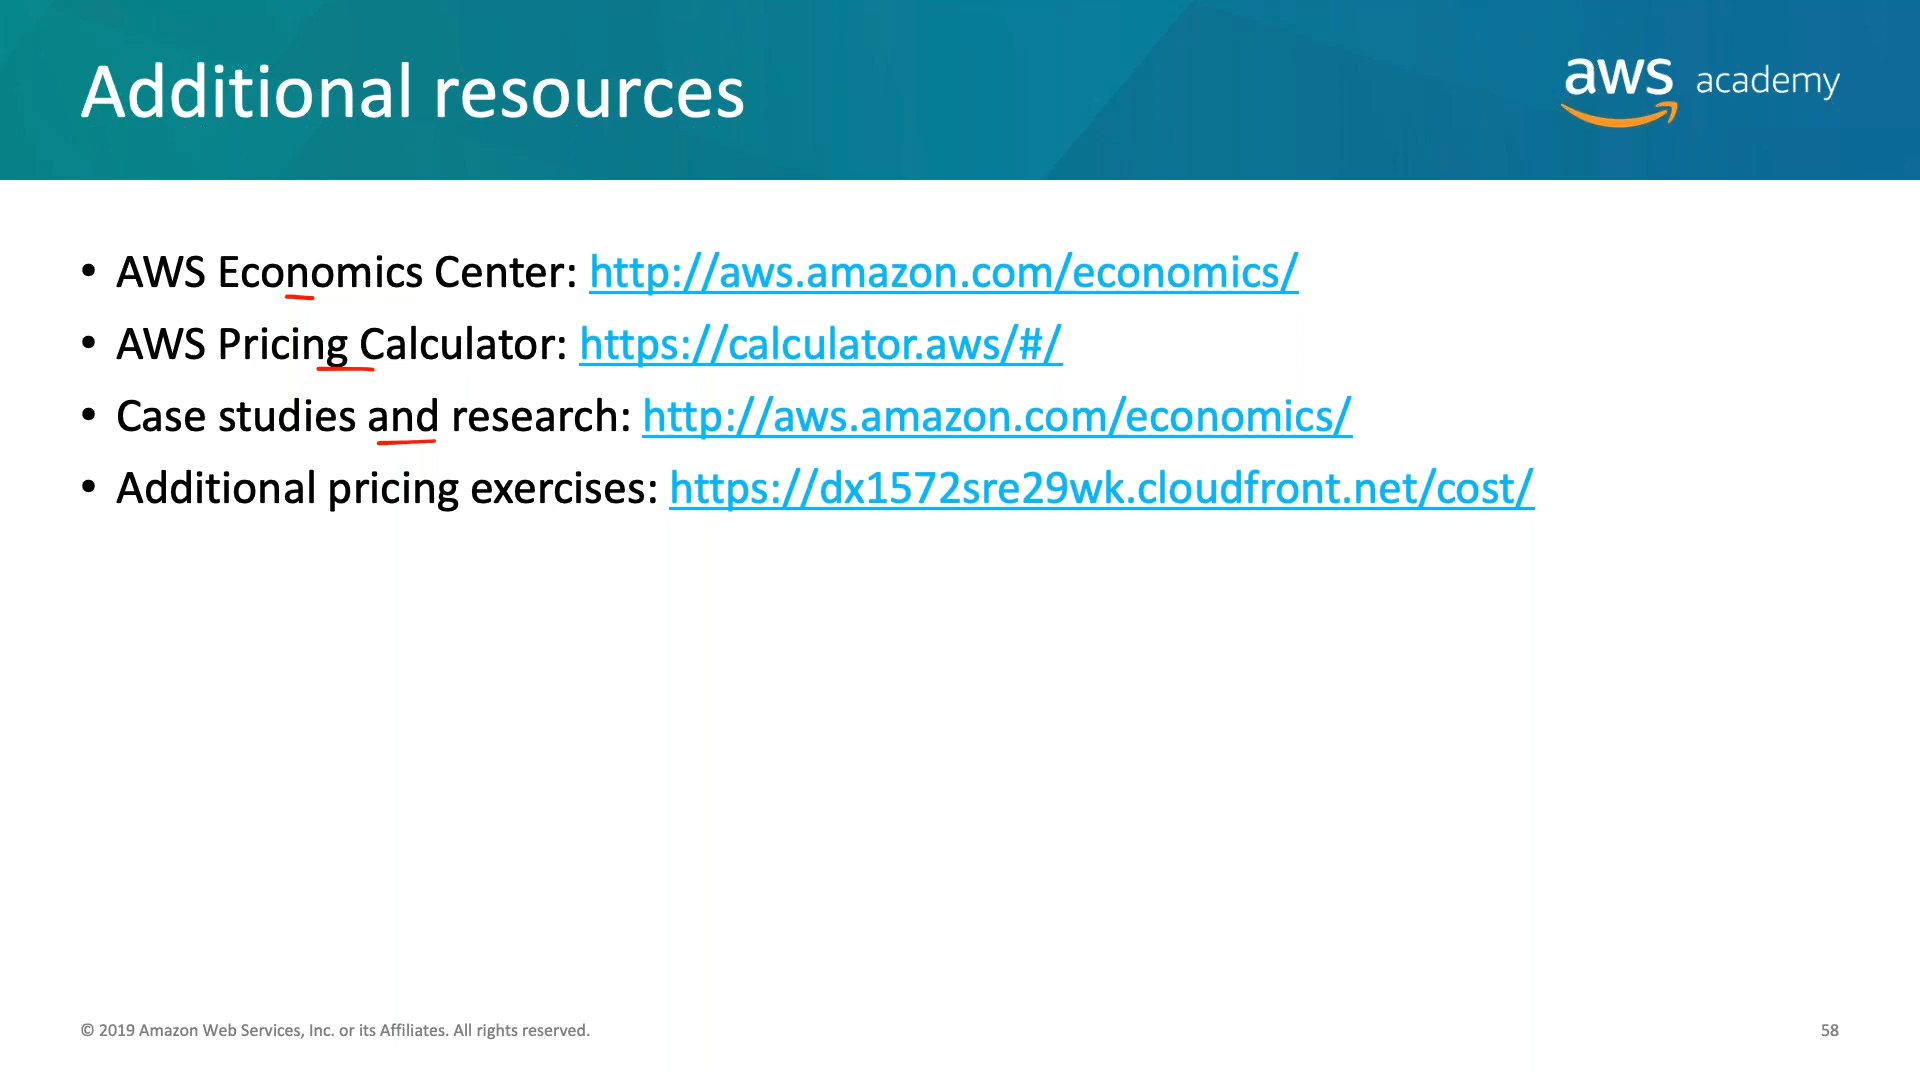 Additional resources
aws academy
• AWS Economics Center: http://aws.amazon.com/economics/
• AWS Pricing Calculator: https://calculator.aws/#/
• Case studies and research: http://aws.amazon.com/economics/
• Additional pricing exercises: https://dx1572sre29wk.cloudfront.net/cost/
© 2019 Amazon Web Services, Inc. or its Affiliates. All rights reserved.
58